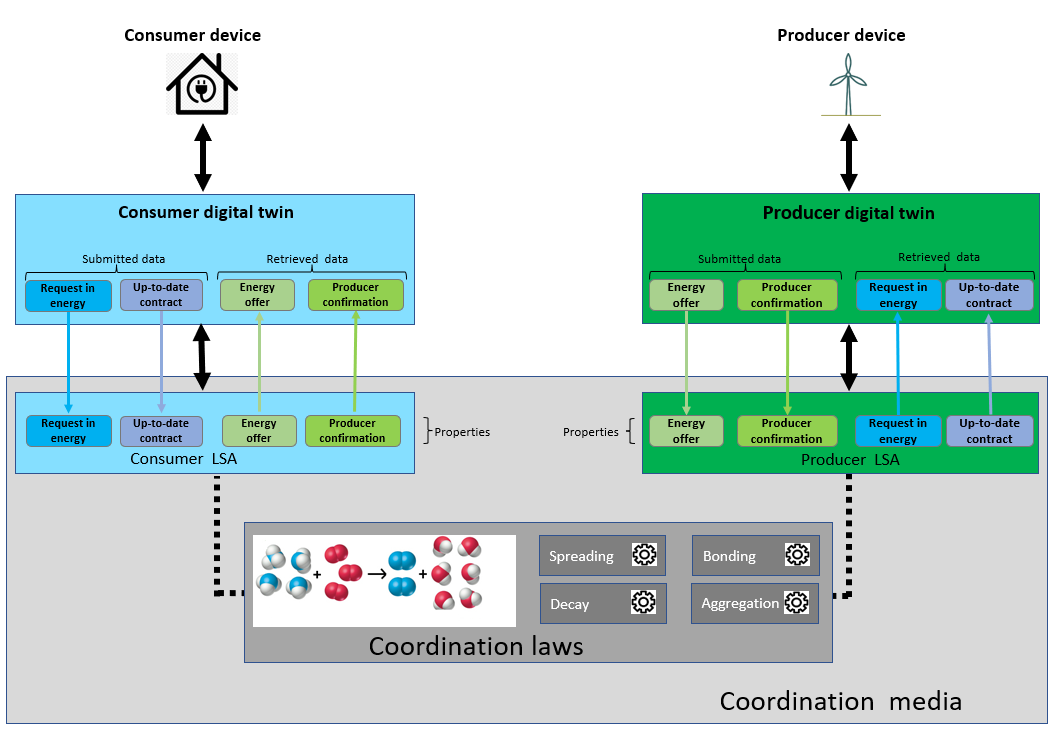 Consumer device
Producer device
Consumer digital twin
Submitted data
Retrieved data
Request in
energy
Up-to-date
contract
Energy
offer
Producer
confirmation
Producer digital twin
Submitted data
Retrieved data
Energy
offer
Producer
confirmation
Request in
energy
Up-to-date
contract
Request in
energy
Up-to-date
contract
Energy
offer
Producer
confirmation
Consumer LSA
Properties
Properties
Energy
offer
Producer
confirmation
Request in
energy
Up-to-date
contract
Producer LSA
+
+
Spreading
Bonding
Decay
Aggregation
Coordination laws
Coordination media